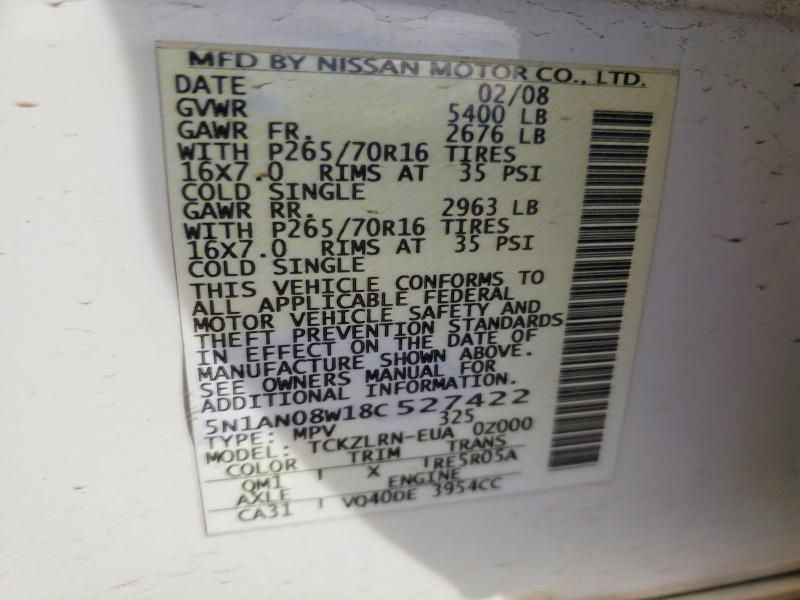 MFD BY NISSAN MOTOR CO., LTD.
DATE 02/08
GVWR 5400 LB
GAWR FR. 2676 LB
WITH P265/70R16 TIRES
16X7.0 RIMS AT 35 PSI
COLD SINGLE
GAWR RR. 2963 LB
WITH P265/70R16 TIRES
16X7.0 RIMS AT 35 PSI
COLD SINGLE
THIS VEHICLE CONFORMS TO
ALL APPLICABLE FEDERAL
MOTOR VEHICLE SAFETY AND
THEFT PREVENTION STANDARDS
IN EFFECT ON THE DATE OF
MANUFACTURE SHOWN ABOVE.
SEE OWNERS MANUAL FOR
ADDITIONAL INFORMATION.
5N1AN08W18C 527422
TYPE: MPV 325
MODEL: TCKZLRN-EUA 0Z000
COLOR TRIM TRANS
QM1 X RE5R05A
AXLE ENGINE
CA31 VQ40DE 3954CC